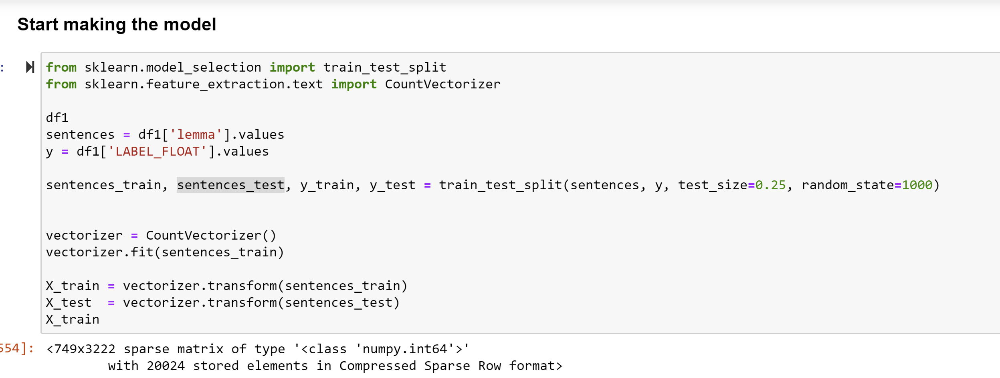 Start making the model
:
from sklearn.model_selection import train_test_split
from sklearn.feature_extraction.text import CountVectorizer
df1
sentences = df1['lemma'].values
y = df1['LABEL_FLOAT'].values
sentences_train, sentences_test, y_train, y_test = train_test_split(sentences, y, test_size=0.25, random_state=1000)
vectorizer = CountVectorizer()
vectorizer.fit(sentences_train)
X_train = vectorizer.transform(sentences_train)
X_test  = vectorizer.transform(sentences_test)
X_train
554]: <749x3222 sparse matrix of type '<class 'numpy.int64'>'
with 20024 stored elements in Compressed Sparse Row format>